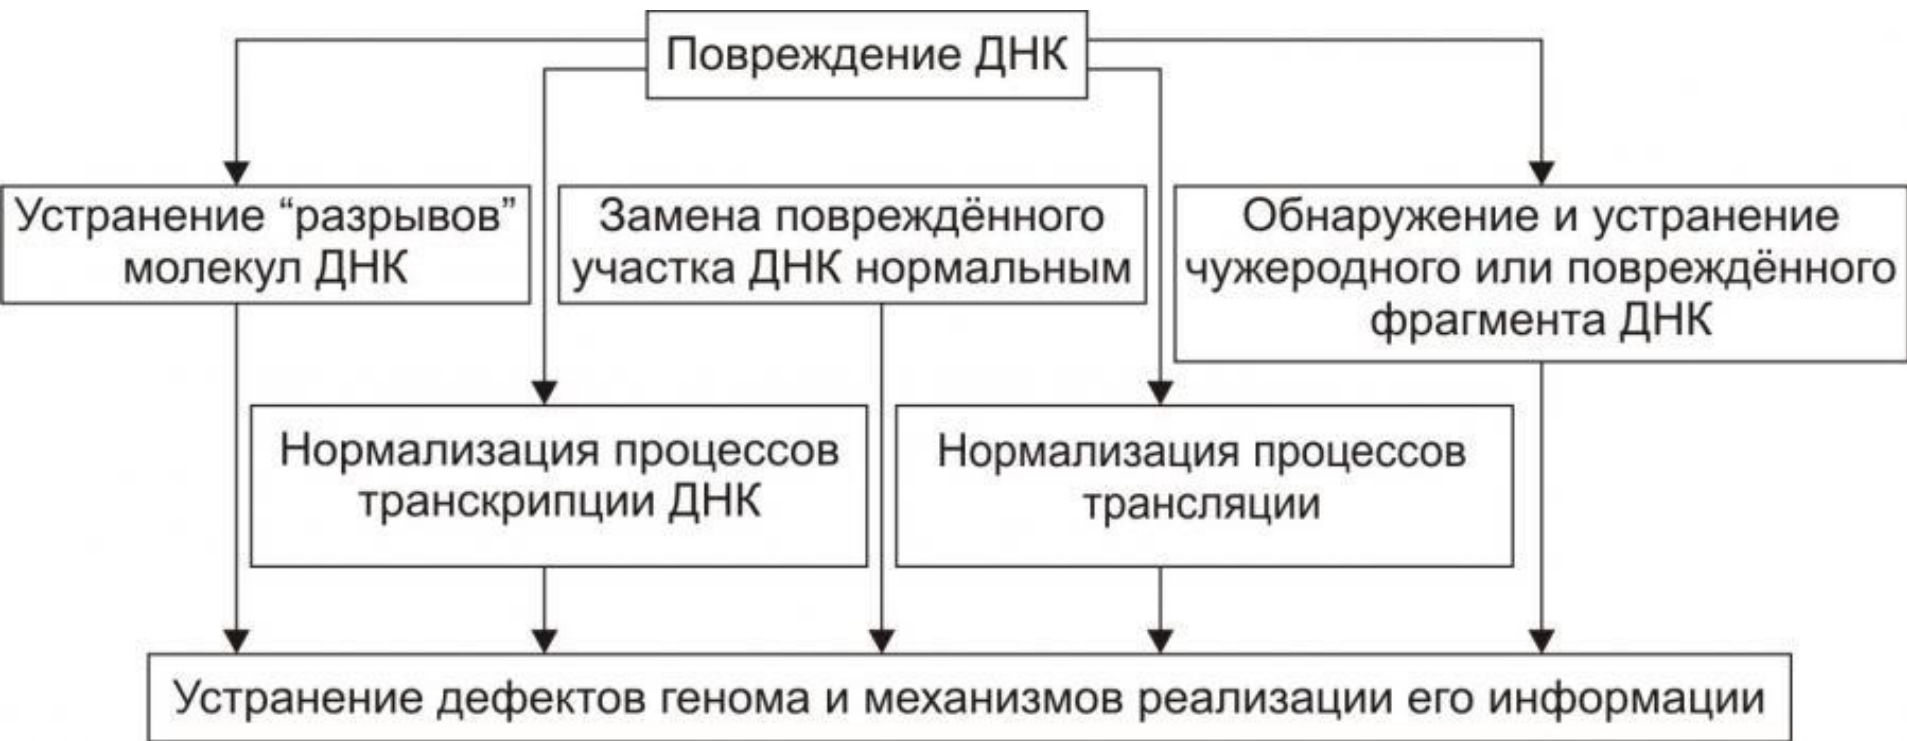 Повреждение ДНК
Устранение “разрывов”
молекул ДНК
Замена повреждённого
участка ДНК нормальным
Обнаружение и устранение
чужеродного или повреждённого
фрагмента ДНК
Нормализация процессов
транскрипции ДНК
Нормализация процессов
трансляции
Устранение дефектов генома и механизмов реализации его информации